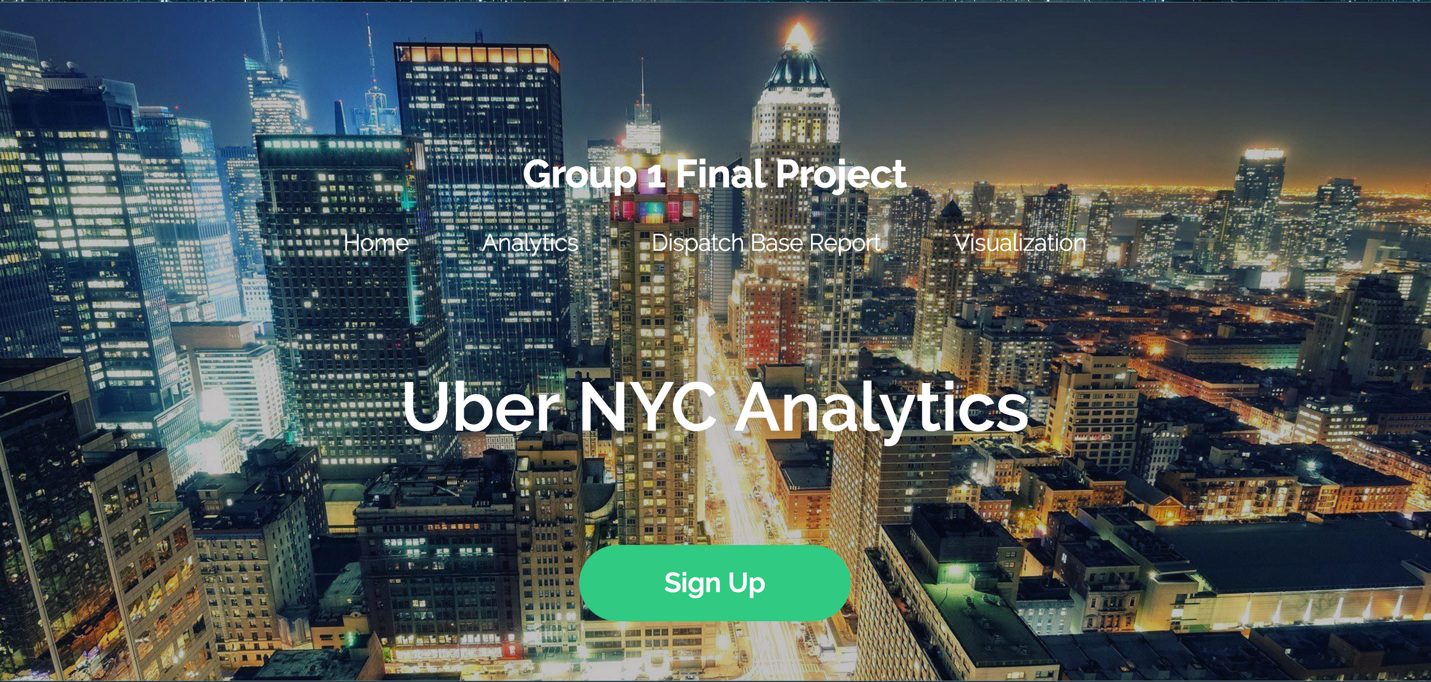 Group 1 Final Project
Home Analytics Dispatch Base Report Visualization
Uber NYC Analytics
Sign Up